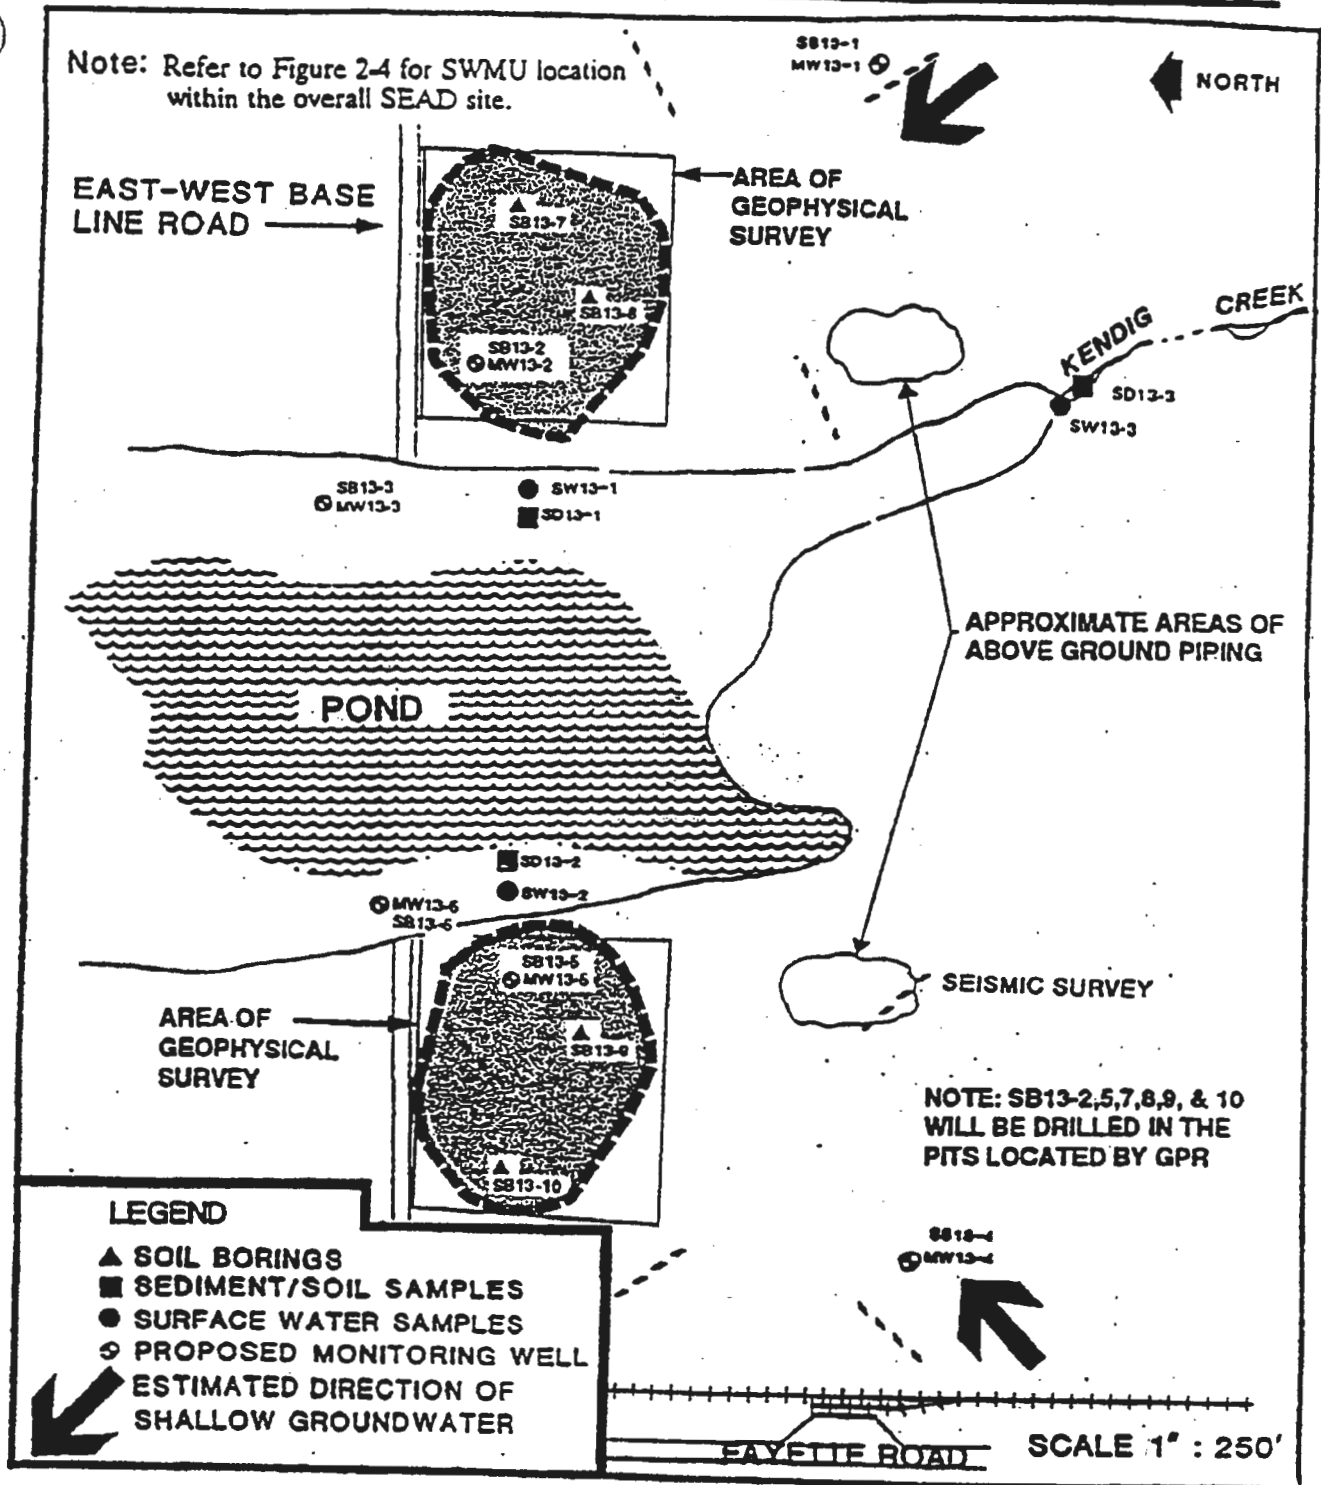 Note: Refer to Figure 2-4 for SWMU location
within the overall SEAD site.
SB13-1
MW13-1
NORTH
EAST-WEST BASE
LINE ROAD
AREA OF
GEOPHYSICAL
SURVEY
SB13-7
SB13-8
SB13-2
MW13-2
KENDIG CREEK
SD13-3
SW13-3
SB13-3
MW13-3
SW13-1
SD13-1
APPROXIMATE AREAS OF
ABOVE GROUND PIPING
POND
SD13-2
SW13-2
MW13-6
SB13-6
SB13-5
MW13-5
SEISMIC SURVEY
AREA OF
GEOPHYSICAL
SURVEY
SB13-9
NOTE: SB13-2,5,7,8,9, & 10
WILL BE DRILLED IN THE
PITS LOCATED BY GPR
SB13-10
SB13-4
MW13-4
LEGEND
SOIL BORINGS
SEDIMENT/SOIL SAMPLES
SURFACE WATER SAMPLES
PROPOSED MONITORING WELL
ESTIMATED DIRECTION OF
SHALLOW GROUNDWATER
FAYETTE ROAD
SCALE 1" : 250'